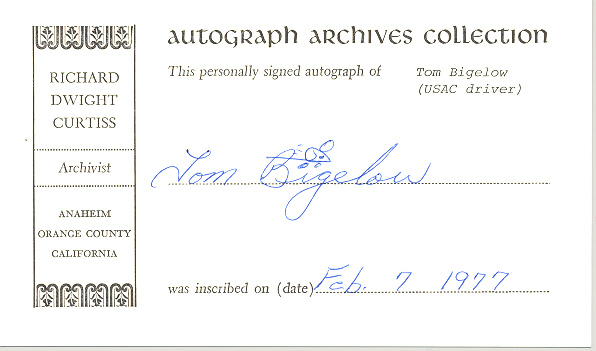 RICHARD
DWIGHT
CURTISS
Archivist
ANAHEIM
ORANGE COUNTY
CALIFORNIA
AUTOGRAPH ARCHIVES COLLECTION
This personally signed autograph of Tom Bigelow
(USAC driver)
Tom Bigelow
was inscribed on (date) Feb. 7 1977